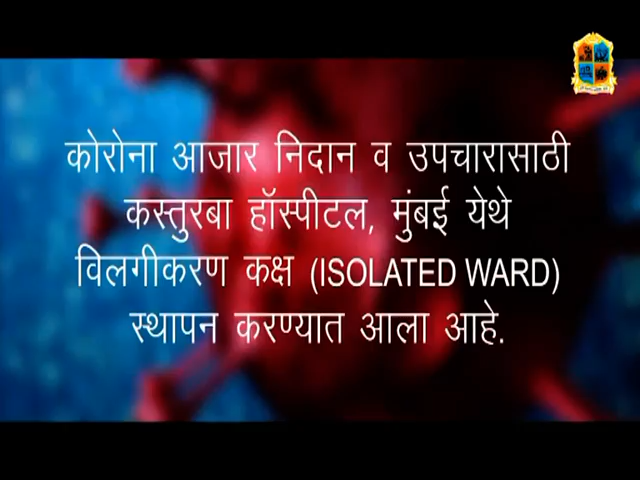 कोरोना आजार निदान व उपचारासाठी
कस्तुरबा हॉस्पीटल, मुंबई येथे
विलगीकरण कक्ष (ISOLATED WARD)
स्थापन करण्यात आला आहे.